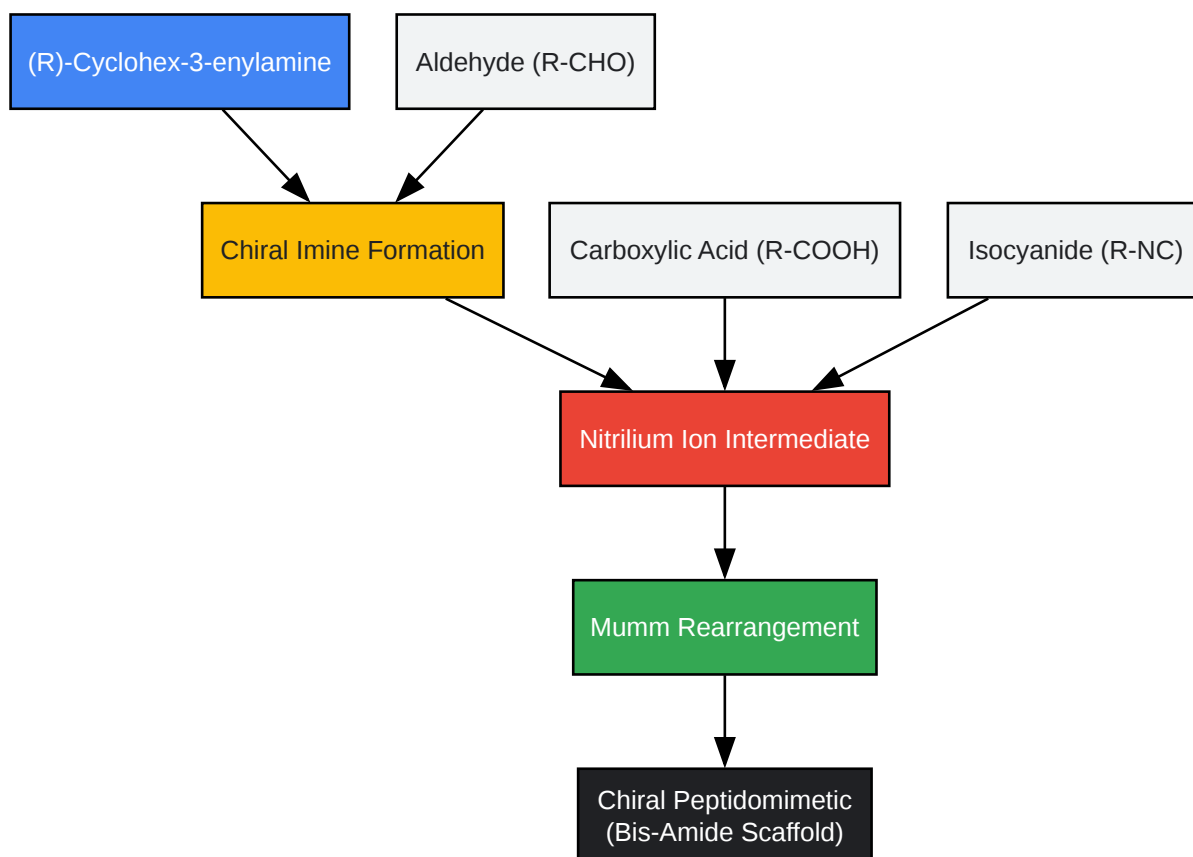 (R)-Cyclohex-3-enylamine
Aldehyde (R-CHO)
Chiral Imine Formation
Carboxylic Acid (R-COOH)
Isocyanide (R-NC)
Nitrilium Ion Intermediate
Mumm Rearrangement
Chiral Peptidomimetic
(Bis-Amide Scaffold)